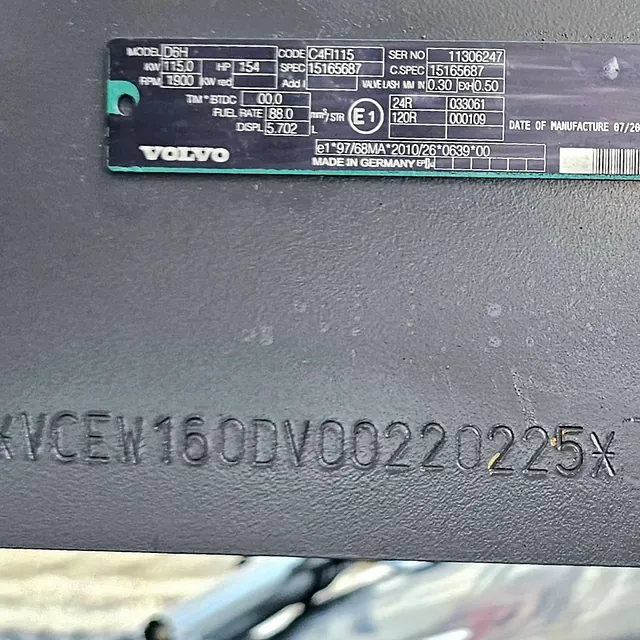 MODEL D6H CODE C4FI115 SER NO 11306247
KW 115.0 HP 154 SPEC 15165687 C.SPEC 15165687
RPM 1900 KW red Add I VALVE LASH MM IN 0.30 EXH 0.50
TIM °BTDC 00.0 24R 033061
FUEL RATE 88.0 mm³/STR E1 120R 000109
DISPL 5.702 L DATE OF MANUFACTURE 07/20
VOLVO e1*97/68MA*2010/26*0639*00
MADE IN GERMANY
*VCEW160DV00220225*